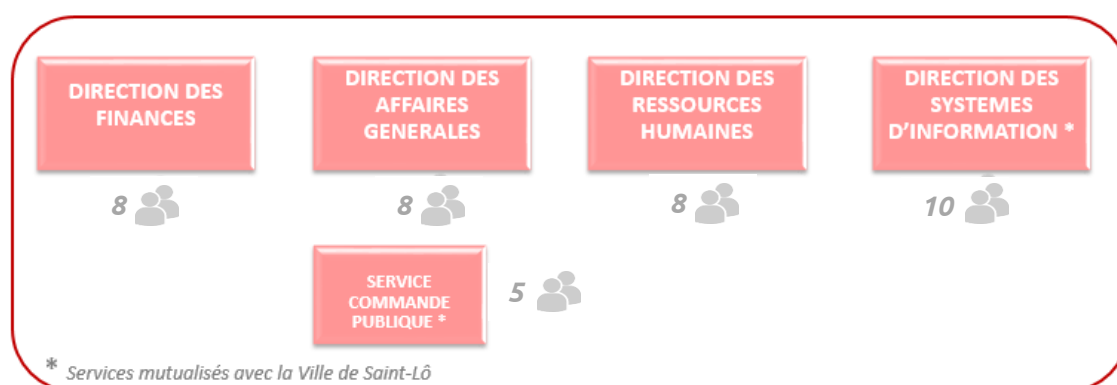 DIRECTION DES
FINANCES
8
DIRECTION DES
AFFAIRES
GENERALES
8
DIRECTION DES
RESSOURCES
HUMAINES
8
DIRECTION DES
SYSTEMES
D’INFORMATION *
10
SERVICE
COMMANDE
PUBLIQUE *
5
* Services mutualisés avec la Ville de Saint-Lô